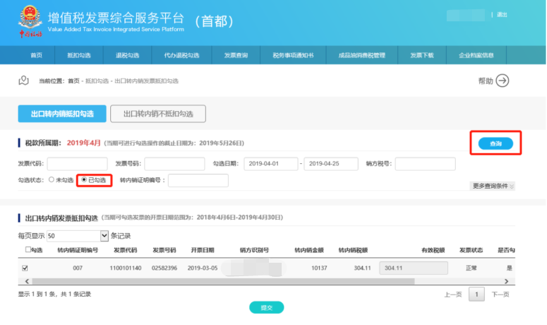 增值税发票综合服务平台 （首都）
Value Added Tax Invoice Integrated Service Platform
中国税务
退出
首页 抵扣勾选 退税勾选 代办退税勾选 发票查询 税务事项通知书 成品油消费税管理 发票下载 企业档案信息
当前位置：首页 - 抵扣勾选 - 出口转内销发票抵扣勾选 帮助
出口转内销抵扣勾选 出口转内销不抵扣勾选
税款所属期： 2019年4月 (当期可进行勾选操作的截止日期为：2019年5月26日) 查询
发票代码： 发票号码： 勾选日期： 2019-04-01 - 2019-04-25 销方税号：
勾选状态： 未勾选 已勾选 转内销证明编号：
更多查询条件
出口转内销发票抵扣勾选 (当期可勾选发票的开票日期范围为：2018年4月6日-2019年4月30日)
每页显示 50 条记录
勾选 转内销证明编号 发票代码 发票号码 开票日期 销方识别号 转内销金额 转内销税额 有效税额 发票状态 是否勾
007 1100101140 02582396 2019-03-05 10137 304.11 304.11 正常 是
显示 1 到 1 条，共 1 条记录 上一页 1 下一页
提交